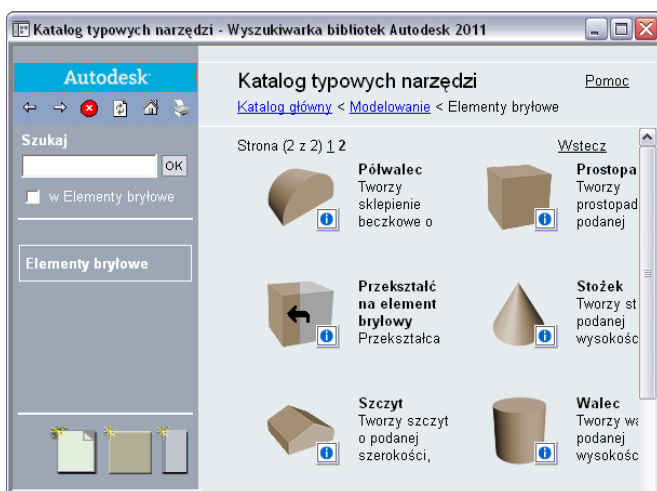 Katalog typowych narzędzi - Wyszukiwarka bibliotek Autodesk 2011
Autodesk
Szukaj
OK
w Elementy bryłowe
Elementy bryłowe
Katalog typowych narzędzi
Pomoc
Katalog główny < Modelowanie < Elementy bryłowe
Strona (2 z 2) 1 2
Wstecz
Półwalec
Tworzy
sklepienie
beczkowe o
Prostopa
Tworzy
prostopad
podanej
Przekształć
na element
bryłowy
Przekształca
Stożek
Tworzy st
podanej
wysokośc
Szczyt
Tworzy szczyt
o podanej
szerokości,
Walec
Tworzy wa
podanej
wysokośc